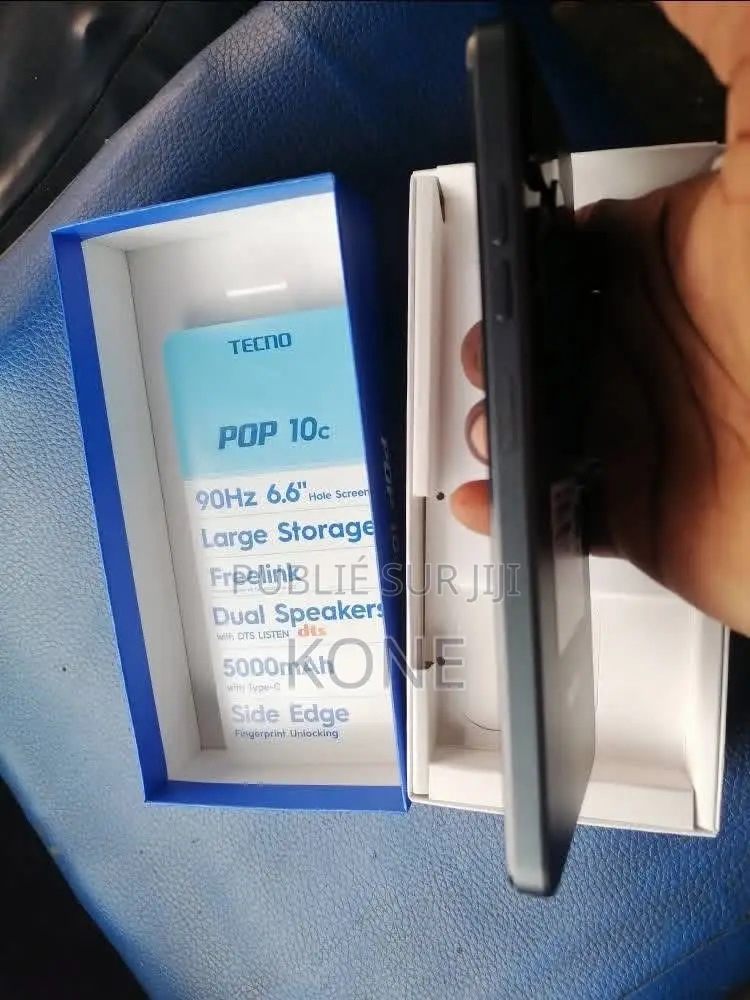 TECNO
POP 10c
90Hz 6.6" Hole Screen
Large Storage
Freelink
Dual Speakers
with DTS LISTEN dts
5000mAh
with Type-C
Side Edge
Fingerprint Unlocking
PUBLIÉ SUR JIJI
KONE